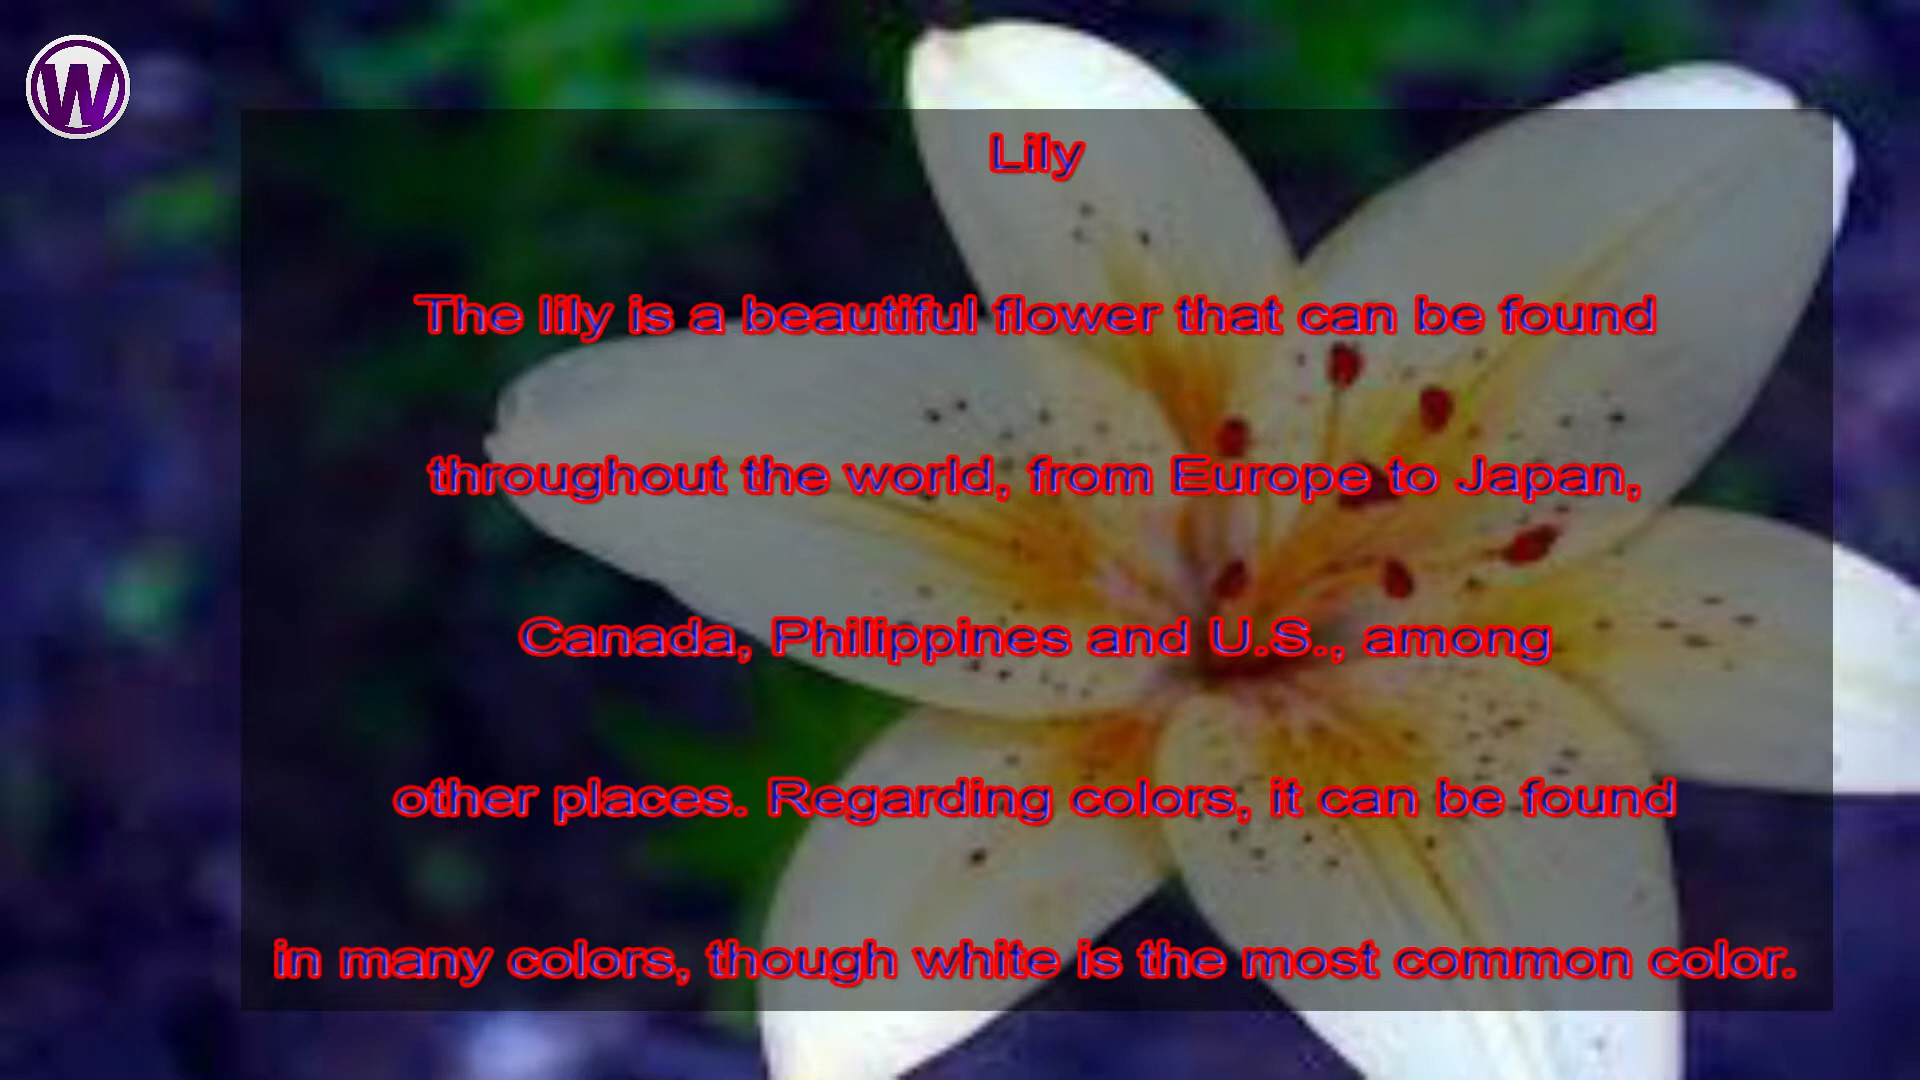 W
Lily
The lily is a beautiful flower that can be found
throughout the world, from Europe to Japan,
Canada, Philippines and U.S., among
other places. Regarding colors, it can be found
in many colors, though white is the most common color.